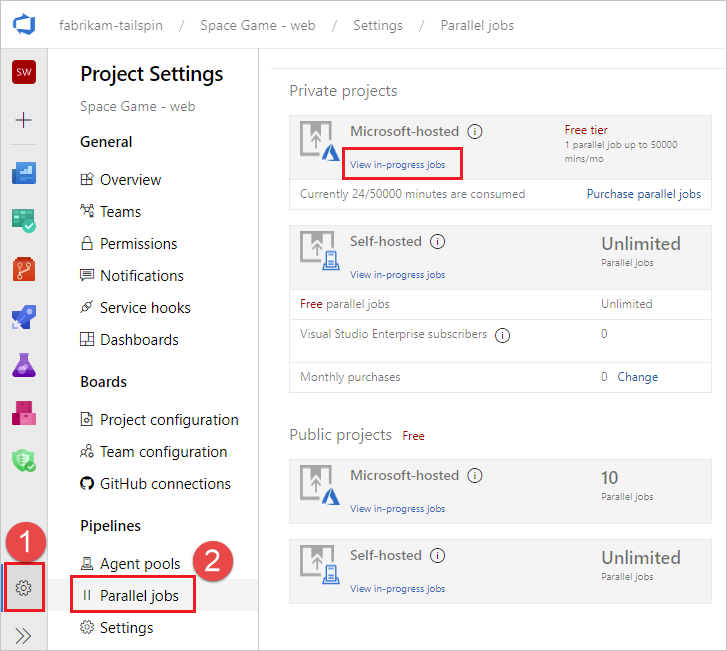 fabrikam-tailspin / Space Game - web / Settings / Parallel jobs
SW
Project Settings
Space Game - web
General
Overview
Teams
Permissions
Notifications
Service hooks
Dashboards
Boards
Project configuration
Team configuration
GitHub connections
Pipelines
Agent pools
Parallel jobs
Settings
1
2
Private projects
Microsoft-hosted
View in-progress jobs
Free tier
1 parallel job up to 50000
mins/mo
Currently 24/50000 minutes are consumed
Purchase parallel jobs
Self-hosted
View in-progress jobs
Unlimited
Parallel jobs
Free parallel jobs
Unlimited
Visual Studio Enterprise subscribers
0
Monthly purchases
0 Change
Public projects Free
Microsoft-hosted
View in-progress jobs
10
Parallel jobs
Self-hosted
View in-progress jobs
Unlimited
Parallel jobs